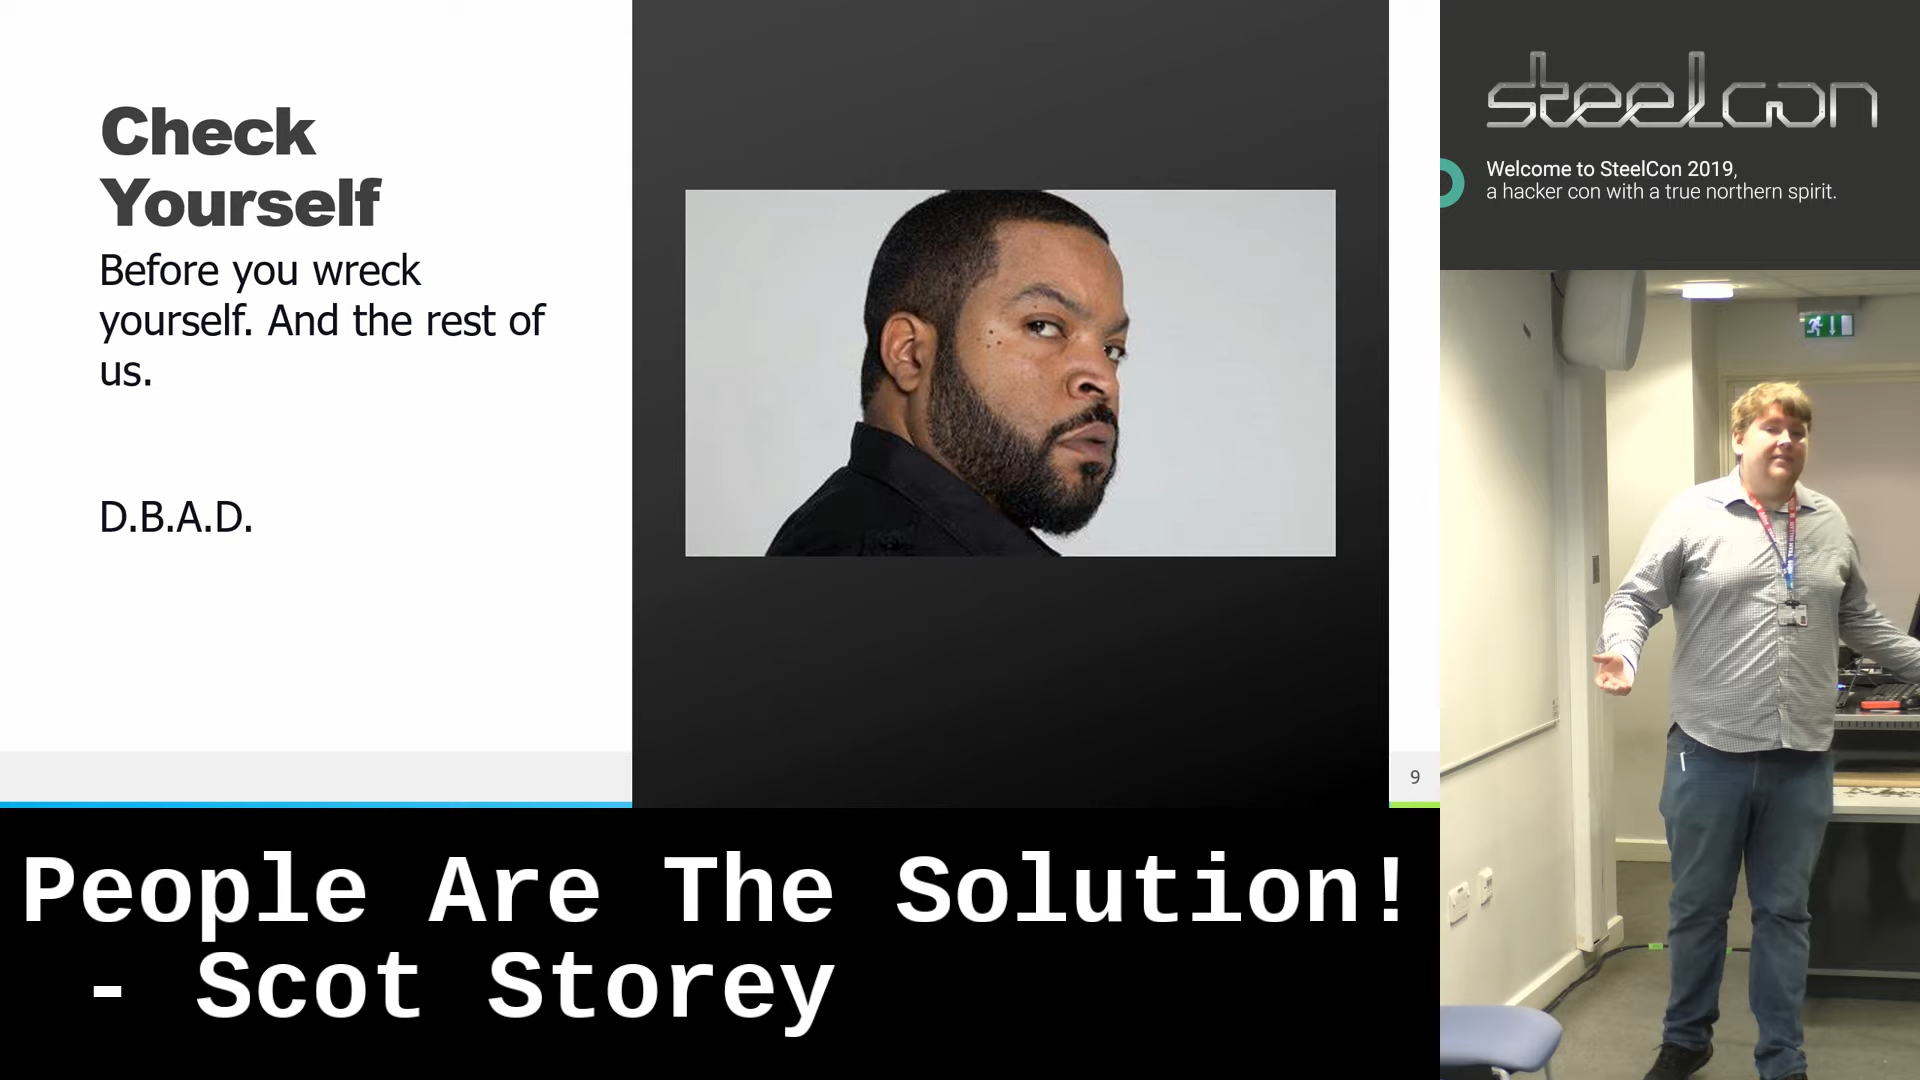 Check
Yourself
Before you wreck
yourself. And the rest of
us.
D.B.A.D.
9
People Are The Solution!
- Scot Storey
steelcon
Welcome to SteelCon 2019,
a hacker con with a true northern spirit.